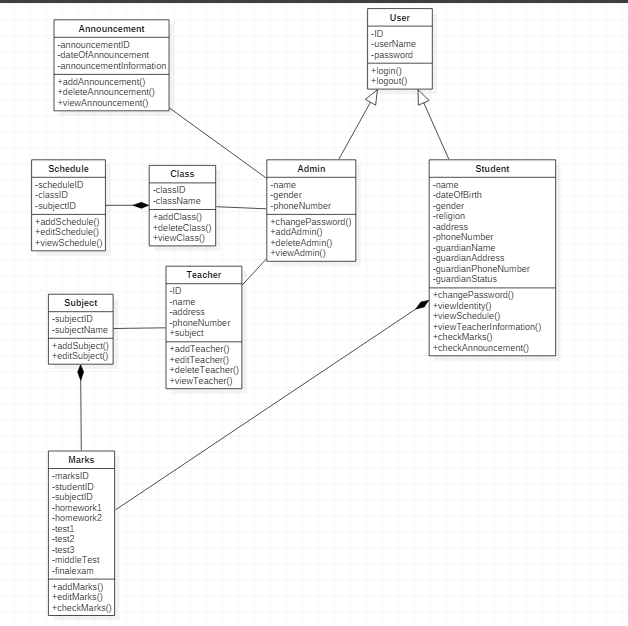 Announcement
-announcementID
-dateOfAnnouncement
-announcementInformation
+addAnnouncement()
+deleteAnnouncement()
+viewAnnouncement()
User
-ID
-userName
-password
+login()
+logout()
Schedule
-scheduleID
-classID
-subjectID
+addSchedule()
+editSchedule()
+viewSchedule()
Class
-classID
-className
+addClass()
+deleteClass()
+viewClass()
Admin
-name
-gender
-phoneNumber
+changePassword()
+addAdmin()
+deleteAdmin()
+viewAdmin()
Student
-name
-dateOfBirth
-gender
-religion
-address
-phoneNumber
-guardianName
-guardianAddress
-guardianPhoneNumber
-guardianStatus
+changePassword()
+viewIdentity()
+viewSchedule()
+viewTeacherInformation()
+checkMarks()
+checkAnnouncement()
Teacher
-ID
-name
-address
-phoneNumber
+subject
+addTeacher()
+editTeacher()
+deleteTeacher()
+viewTeacher()
Subject
-subjectID
-subjectName
+addSubject()
+editSubject()
Marks
-marksID
-studentID
-subjectID
-homework1
-homework2
-test1
-test2
-test3
-middleTest
-finalexam
+addMarks()
+editMarks()
+checkMarks()